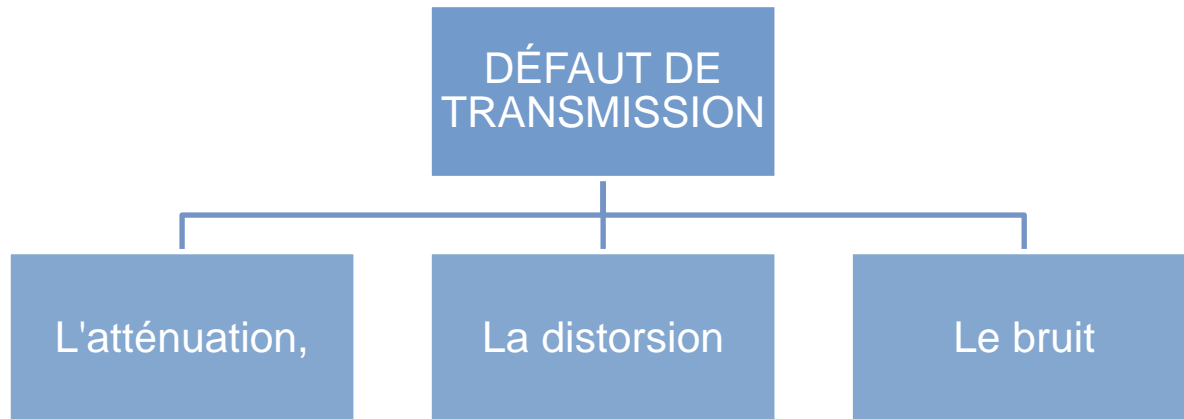 DÉFAUT DE
TRANSMISSION
L'atténuation,
La distorsion
Le bruit